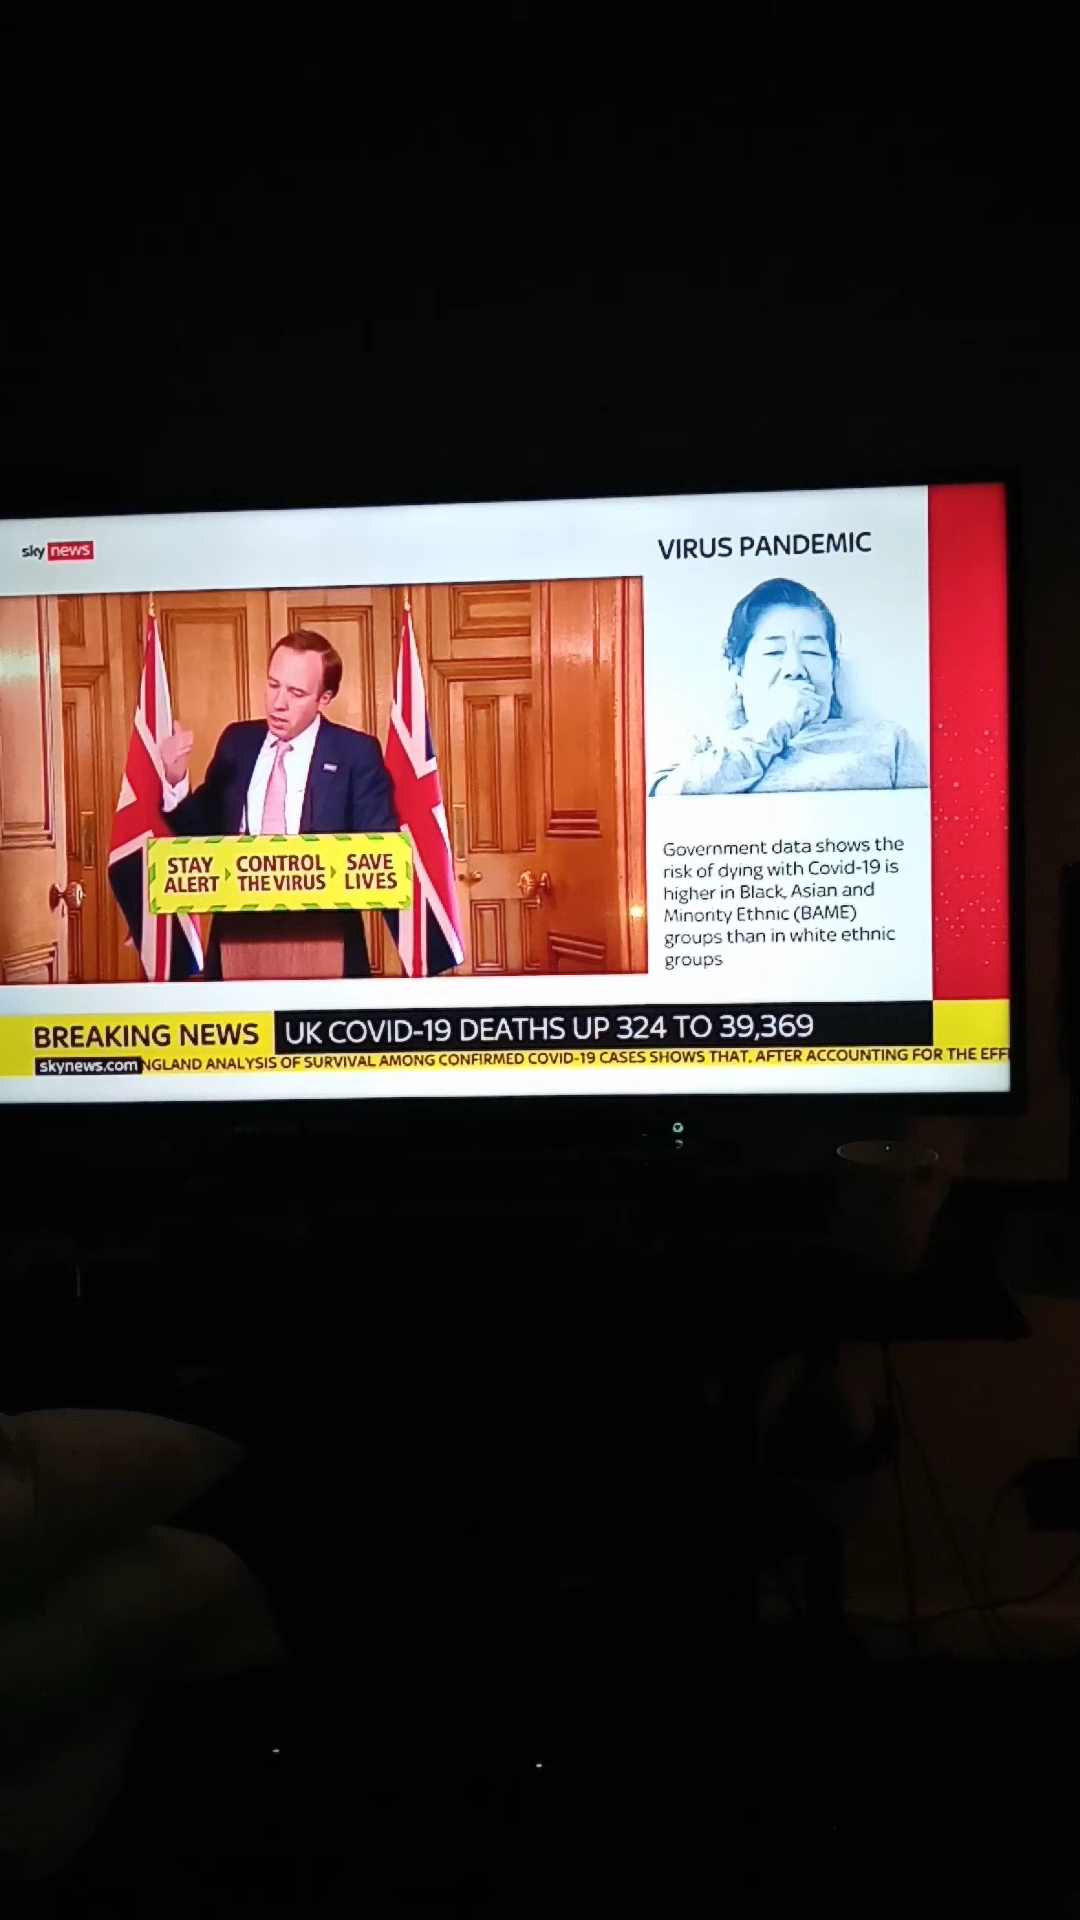 sky news
VIRUS PANDEMIC
STAY ALERT
CONTROL THE VIRUS
SAVE LIVES
Government data shows the
risk of dying with Covid-19 is
higher in Black, Asian and
Minority Ethnic (BAME)
groups than in white ethnic
groups
BREAKING NEWS
UK COVID-19 DEATHS UP 324 TO 39,369
skynews.com
NGLAND ANALYSIS OF SURVIVAL AMONG CONFIRMED COVID-19 CASES SHOWS THAT, AFTER ACCOUNTING FOR THE EFF